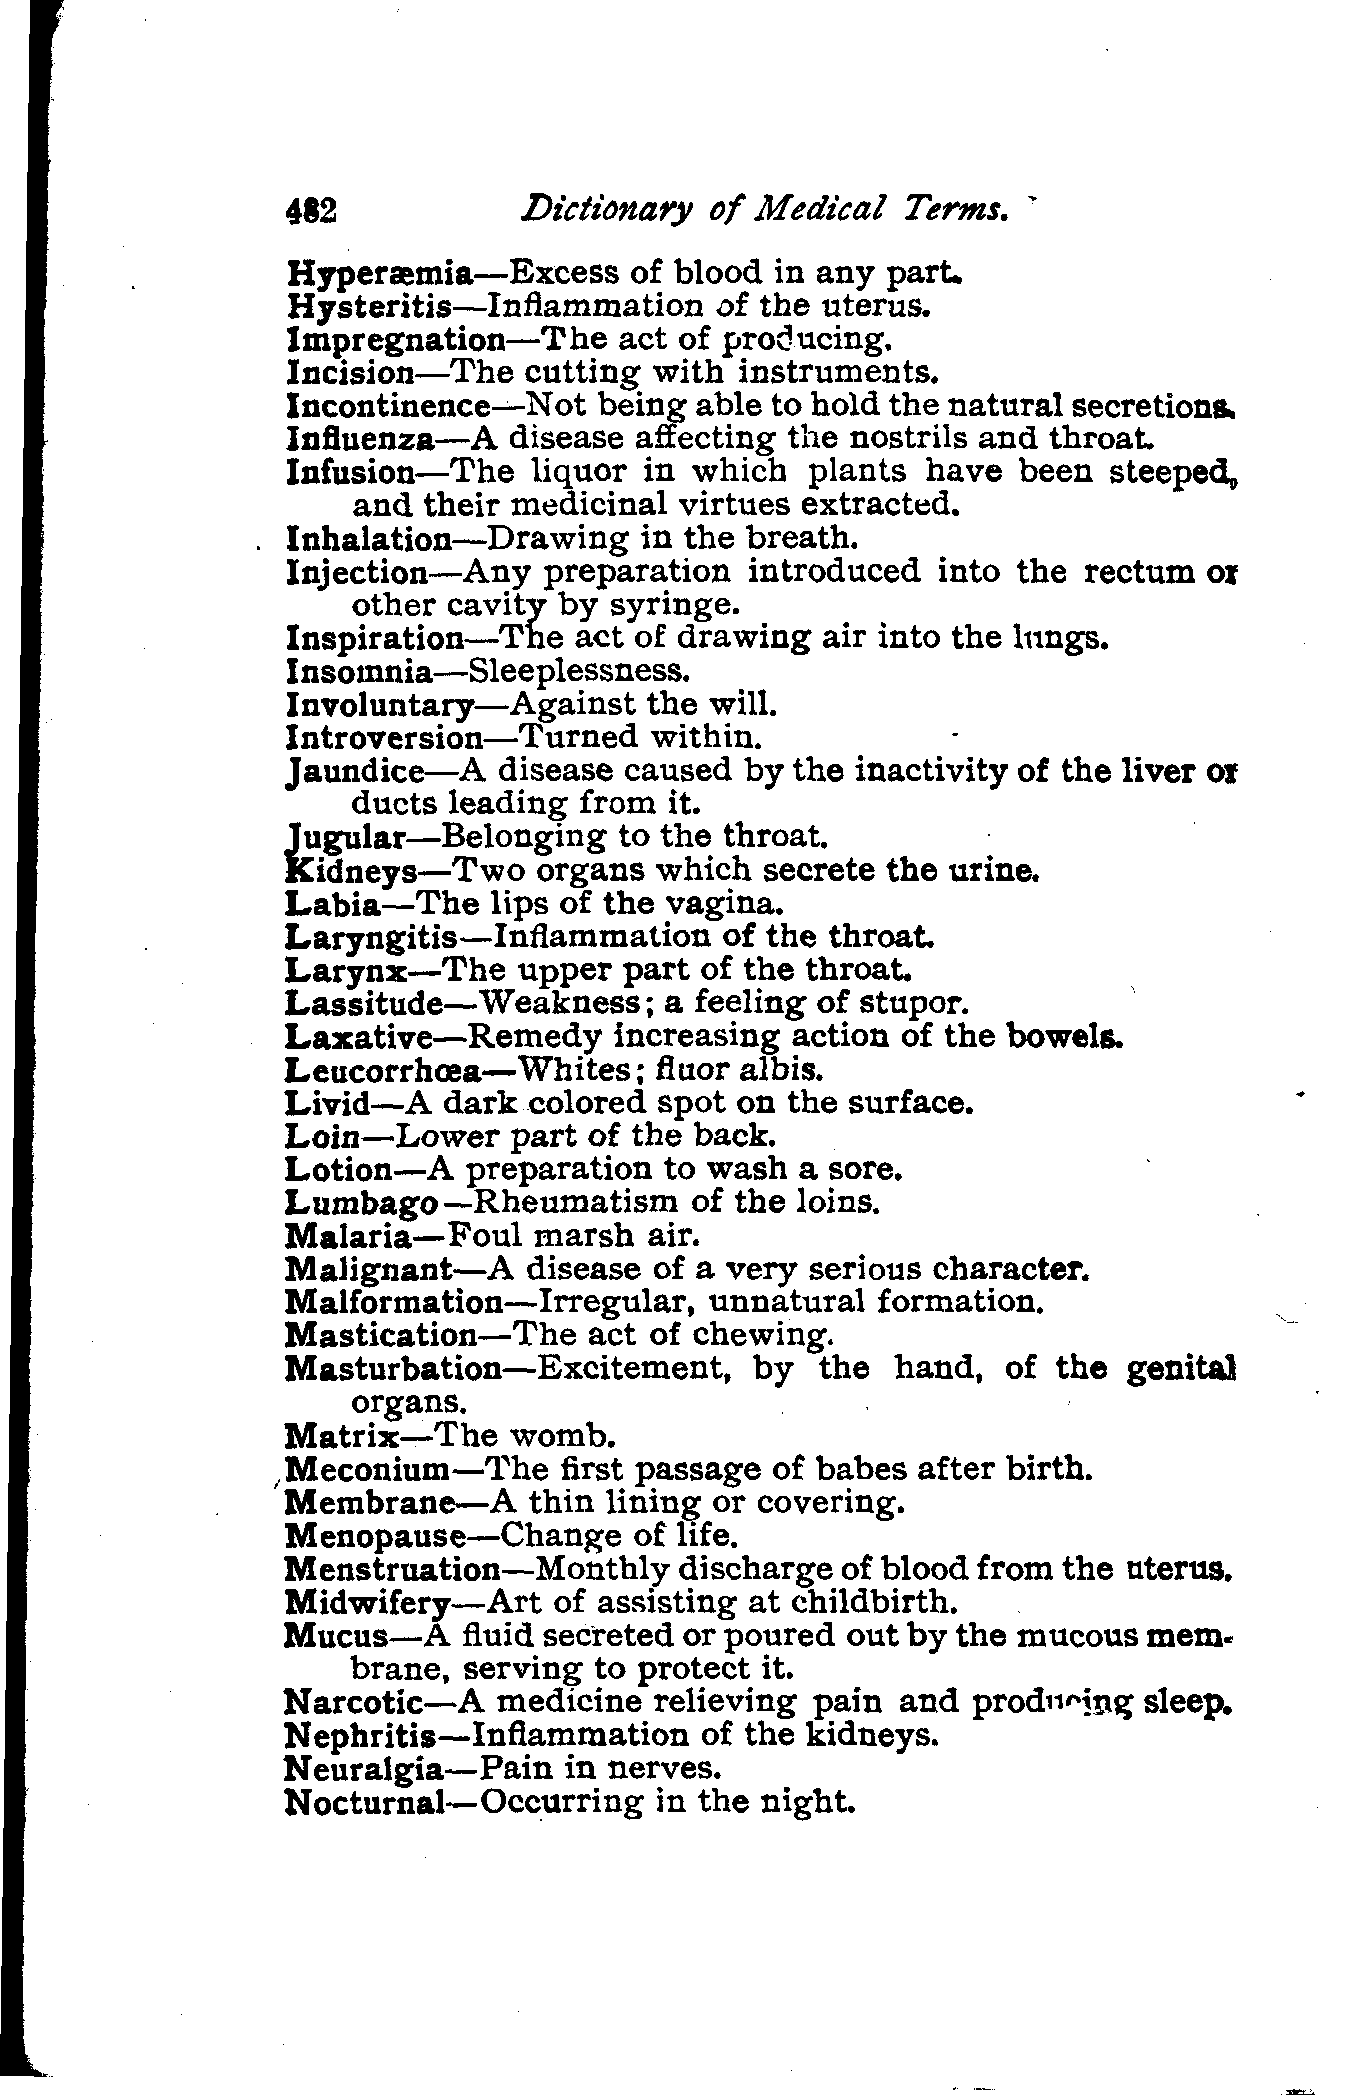 482 Dictionary of Medical Terms.
Hyperæmia—Excess of blood in any part.
Hysteritis—Inflammation of the uterus.
Impregnation—The act of producing.
Incision—The cutting with instruments.
Incontinence—Not being able to hold the natural secretions.
Influenza—A disease affecting the nostrils and throat.
Infusion—The liquor in which plants have been steeped,
and their medicinal virtues extracted.
Inhalation—Drawing in the breath.
Injection—Any preparation introduced into the rectum or
other cavity by syringe.
Inspiration—The act of drawing air into the lungs.
Insomnia—Sleeplessness.
Involuntary—Against the will.
Introversion—Turned within.
Jaundice—A disease caused by the inactivity of the liver or
ducts leading from it.
Jugular—Belonging to the throat.
Kidneys—Two organs which secrete the urine.
Labia—The lips of the vagina.
Laryngitis—Inflammation of the throat.
Larynx—The upper part of the throat.
Lassitude—Weakness; a feeling of stupor.
Laxative—Remedy increasing action of the bowels.
Leucorrhœa—Whites; fluor albis.
Livid—A dark colored spot on the surface.
Loin—Lower part of the back.
Lotion—A preparation to wash a sore.
Lumbago—Rheumatism of the loins.
Malaria—Foul marsh air.
Malignant—A disease of a very serious character.
Malformation—Irregular, unnatural formation.
Mastication—The act of chewing.
Masturbation—Excitement, by the hand, of the genital
organs.
Matrix—The womb.
Meconium—The first passage of babes after birth.
Membrane—A thin lining or covering.
Menopause—Change of life.
Menstruation—Monthly discharge of blood from the uterus.
Midwifery—Art of assisting at childbirth.
Mucus—A fluid secreted or poured out by the mucous mem-
brane, serving to protect it.
Narcotic—A medicine relieving pain and producing sleep.
Nephritis—Inflammation of the kidneys.
Neuralgia—Pain in nerves.
Nocturnal—Occurring in the night.